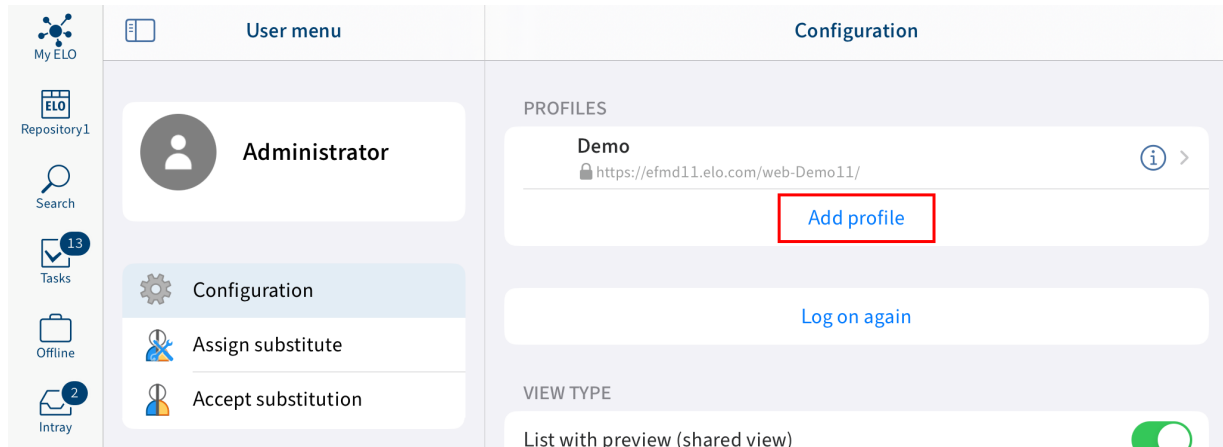 My ELO
ELO
Repository1
Search
13
Tasks
Offline
2
Intray
User menu
Administrator
Configuration
Assign substitute
Accept substitution
Configuration
PROFILES
Demo
https://efmd11.elo.com/web-Demo11/
Add profile
Log on again
VIEW TYPE
List with preview (shared view)